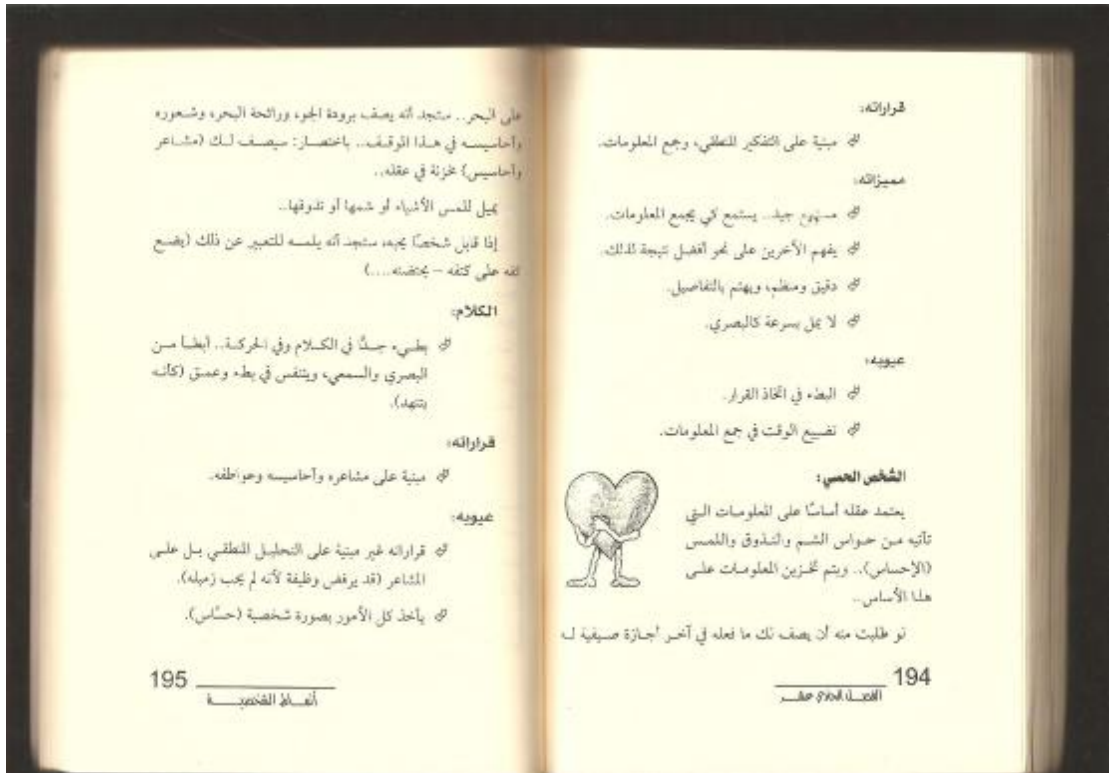 قراراته:
مبنية على التفكير المنطقي، وجمع المعلومات.
مميزاته:
جيد.. يستمع كي يجمع المعلومات.
يفهم الآخرين على نحو أفضل نتيجة لذلك.
دقيق ومنظم، ويهتم بالتفاصيل.
لا يمل بسرعة كالبصري.
عيوبه:
البطء في اتخاذ القرار.
تضييع الوقت في جمع المعلومات.
الشخص الحسي:
يعتمد عقله أساسًا على المعلومات التي
تأتيه من حواس الشم والتذوق واللمس
(الإحساس).. ويتم تخزين المعلومات على
هذا الأساس..
لو طلبت منه أن يصف لك ما فعله في آخر أجازة صيفية له
194
الفصل الحادي عشر
على البحر.. ستجد أنه يصف برودة الجو، ورائحة البحر، وشعوره
وأحاسيسه في هذا الموقف.. باختصار: سيصف لك (مشاعر
وأحاسيس) مخزنة في عقله..
يميل للمس الأشياء أو شمها أو تذوقها..
إذا قابل شخصًا يحبه، ستجد أنه يلمسه للتعبير عن ذلك (يضع
كفه على كتفه – يحتضنه....)
الكلام:
بطيء جدًّا في الكلام وفي الحركة.. أبطأ من
البصري والسمعي، ويتنفس في بطء وعمق (كأنه
يتنهد).
قراراته:
مبنية على مشاعره وأحاسيسه وعواطفه.
عيوبه:
قراراته غير مبنية على التحليل المنطقي بل على
المشاعر (قد يرفض وظيفة لأنه لم يحب زميله).
يأخذ كل الأمور بصورة شخصية (حسَّاس).
195
أنماط الشخصية